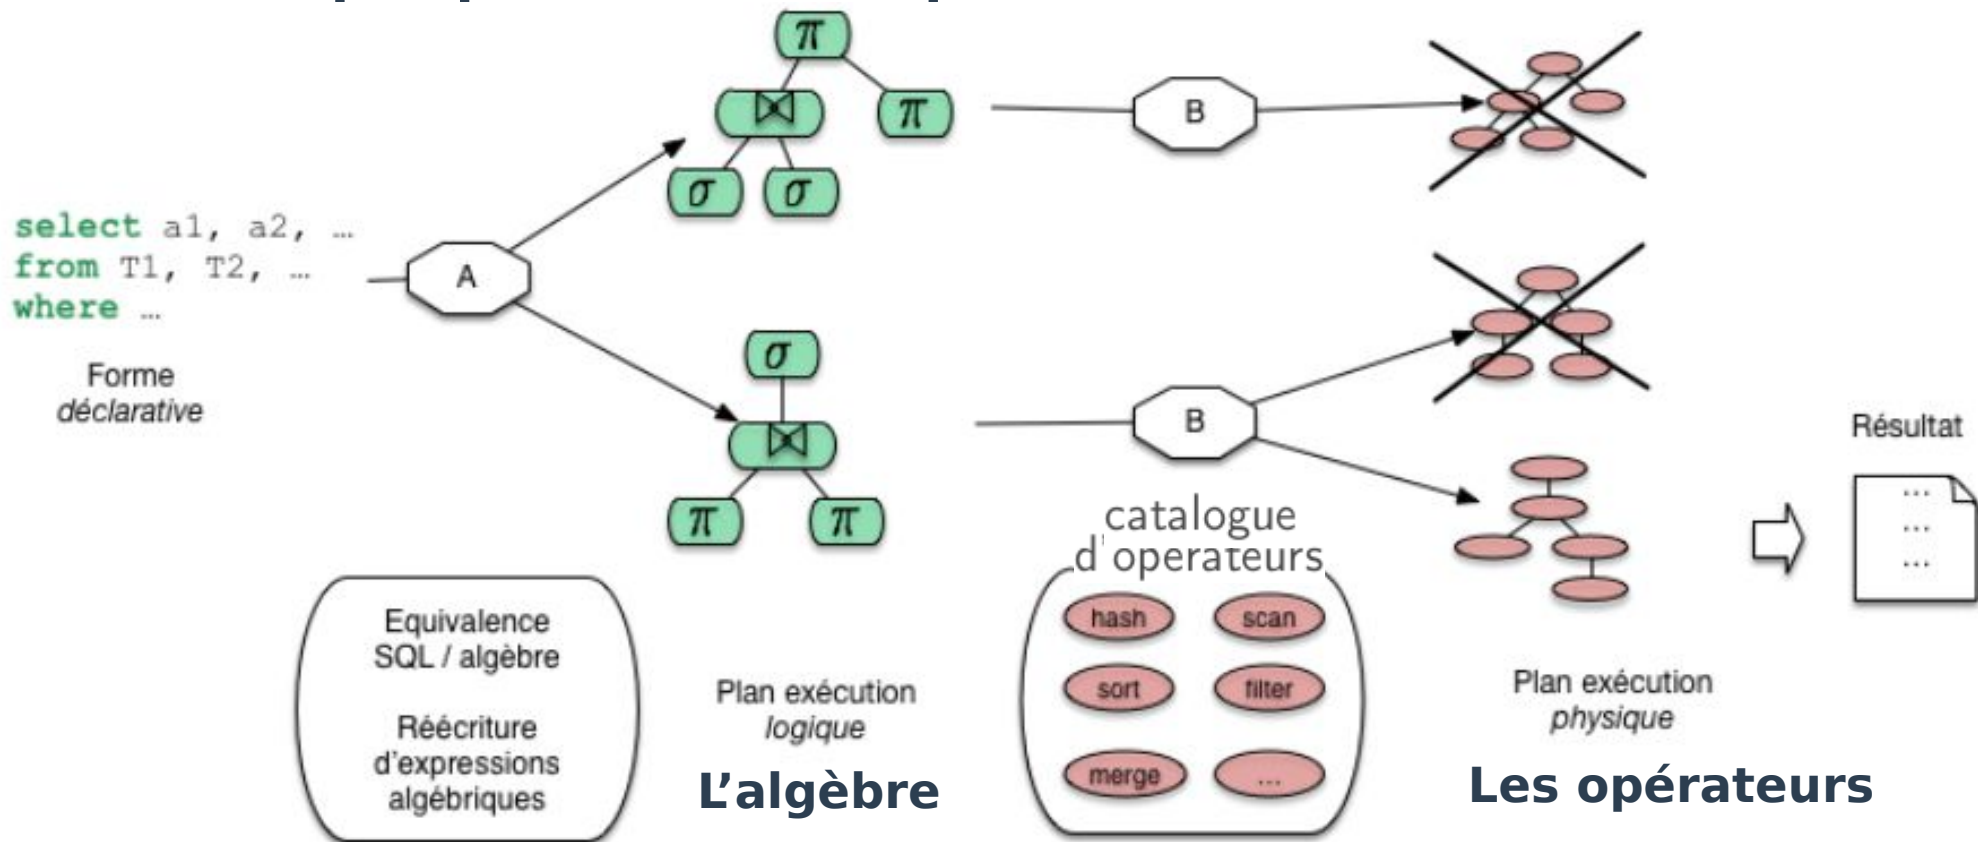 π
⋈
π
σ
σ
B
select a1, a2, …
from T1, T2, …
where …
A
Forme
déclarative
σ
⋈
π
π
B
Résultat
...
...
...
catalogue
d'operateurs
Equivalence
SQL / algèbre
Réécriture
d'expressions
algébriques
Plan exécution
logique
L’algèbre
hash
scan
sort
filter
merge
...
Plan exécution
physique
Les opérateurs